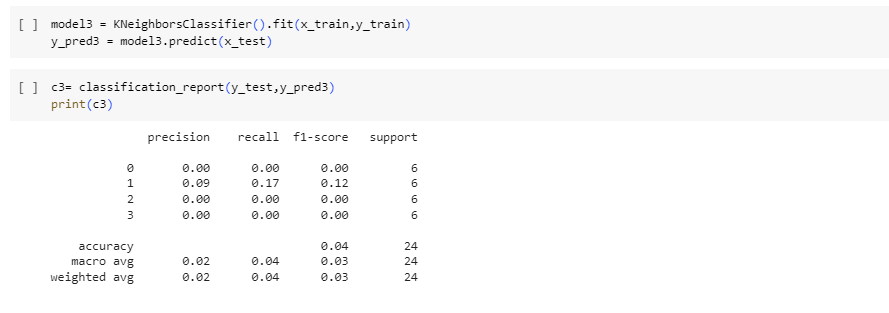 [ ] model3 = KNeighborsClassifier().fit(x_train,y_train)
y_pred3 = model3.predict(x_test)
[ ] c3= classification_report(y_test,y_pred3)
print(c3)
precision recall f1-score support
0 0.00 0.00 0.00 6
1 0.09 0.17 0.12 6
2 0.00 0.00 0.00 6
3 0.00 0.00 0.00 6
accuracy 0.04 24
macro avg 0.02 0.04 0.03 24
weighted avg 0.02 0.04 0.03 24